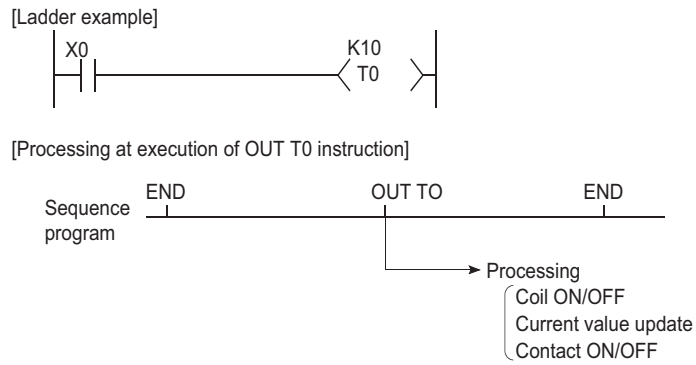 [Ladder example]
X0
K10
T0
[Processing at execution of OUT T0 instruction]
END OUT TO END
Sequence
program
Processing
Coil ON/OFF
Current value update
Contact ON/OFF